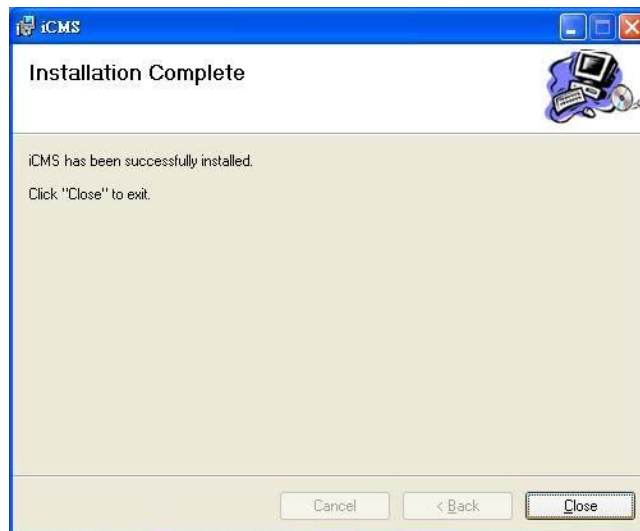 iCMS
Installation Complete
iCMS has been successfully installed.
Click "Close" to exit.
Cancel
< Back
Close